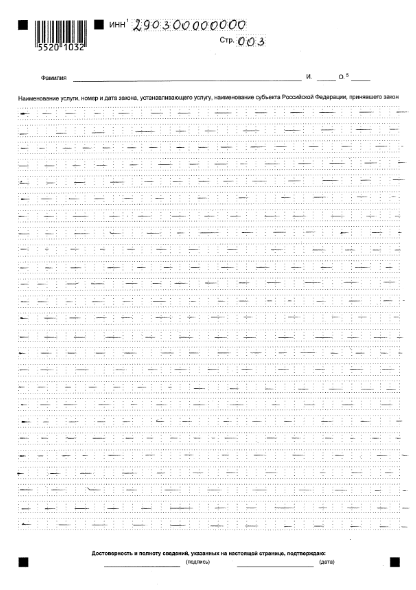 ИНН 290300000000
5520 1032
Стр. 003
Фамилия И. О.⁵
Наименование услуги, номер и дата закона, устанавливающего услугу, наименование субъекта Российской Федерации, принявшего закон
Достоверность и полноту сведений, указанных на настоящей странице, подтверждаю:
(подпись) (дата)